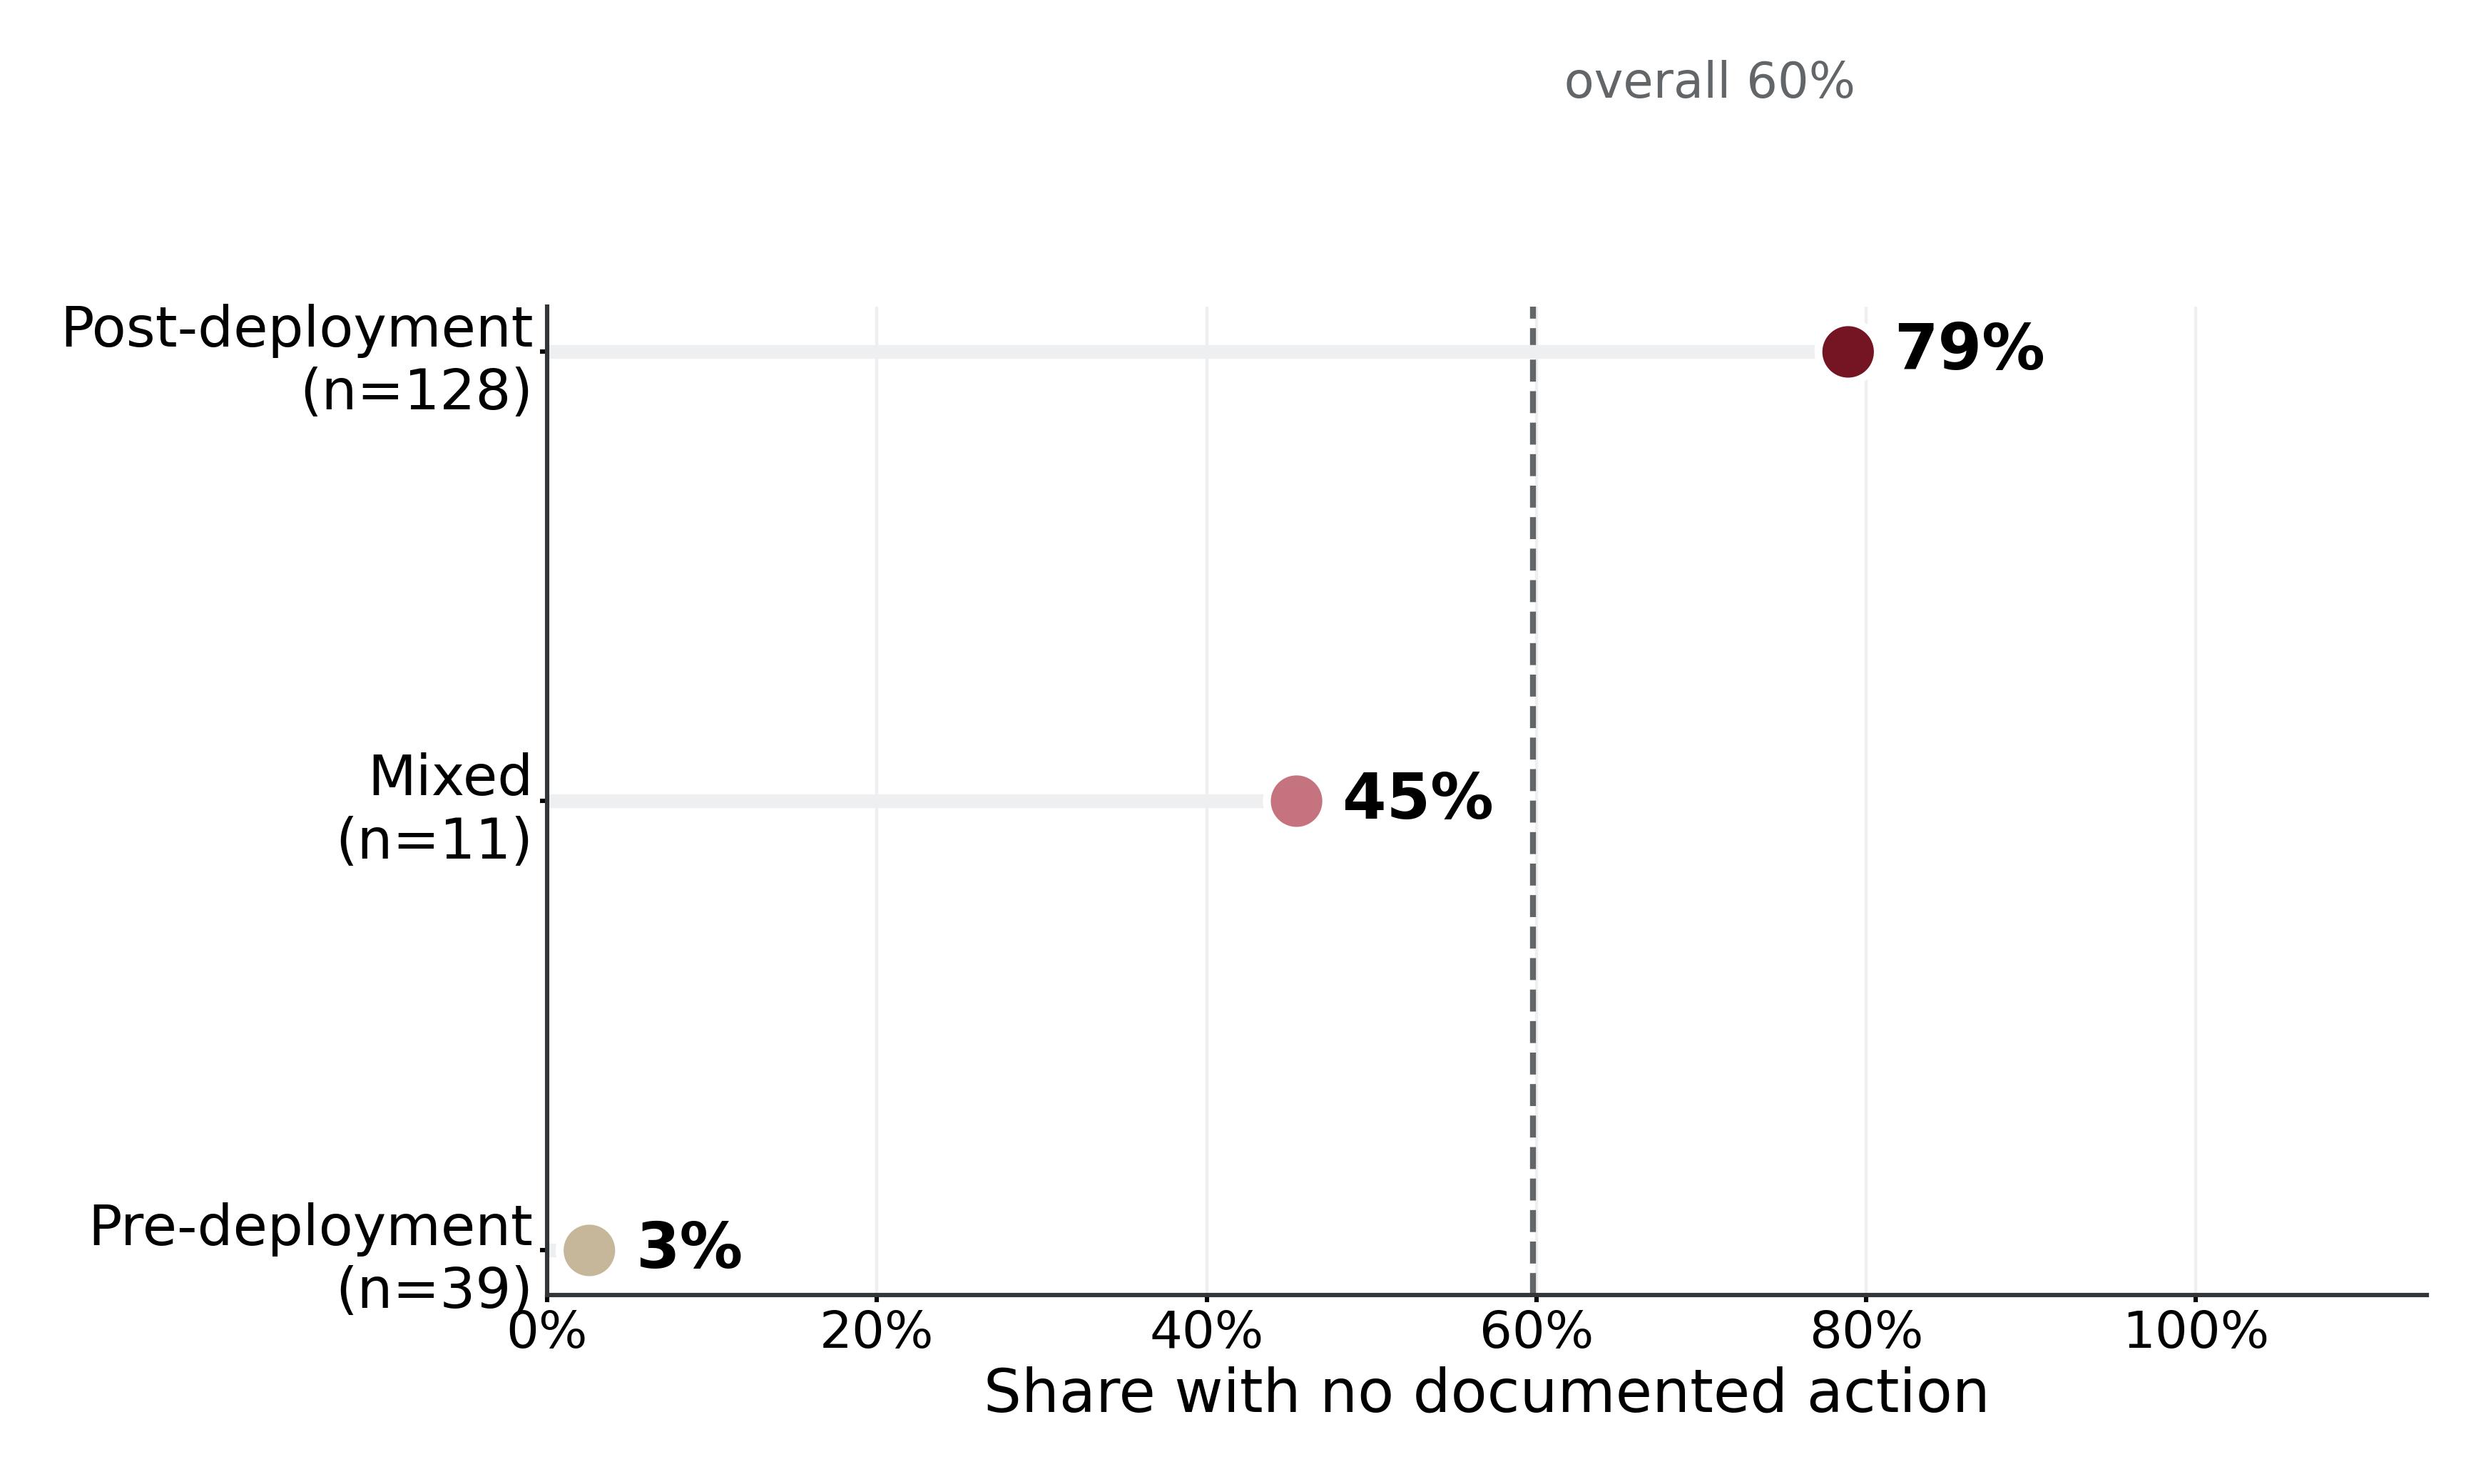 overall 60%
Post-deployment
(n=128)
79%
Mixed
(n=11)
45%
Pre-deployment
(n=39)
3%
0% 20% 40% 60% 80% 100%
Share with no documented action